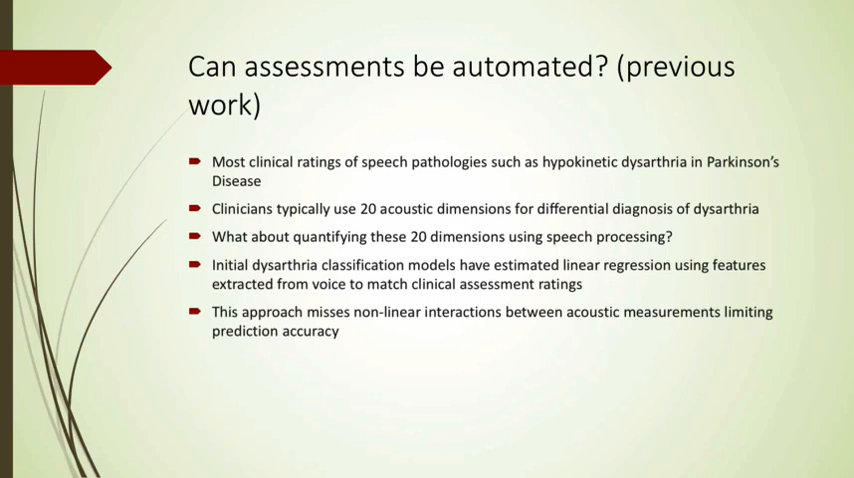 Can assessments be automated? (previous
work)
Most clinical ratings of speech pathologies such as hypokinetic dysarthria in Parkinson's
Disease
Clinicians typically use 20 acoustic dimensions for differential diagnosis of dysarthria
What about quantifying these 20 dimensions using speech processing?
Initial dysarthria classification models have estimated linear regression using features
extracted from voice to match clinical assessment ratings
This approach misses non-linear interactions between acoustic measurements limiting
prediction accuracy